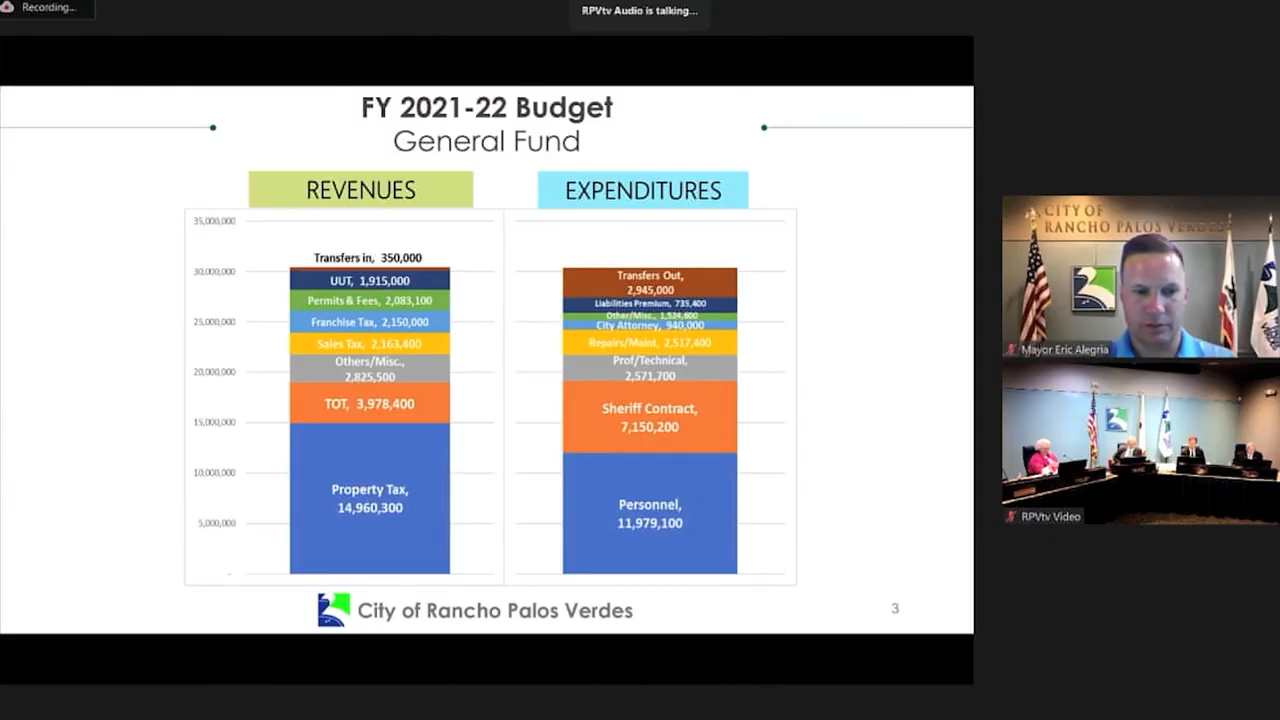 Recording...
RPVtv Audio is talking...
FY 2021-22 Budget
General Fund
REVENUES
EXPENDITURES
35,000,000
30,000,000
25,000,000
20,000,000
15,000,000
10,000,000
5,000,000
-
Transfers in, 350,000
UUT, 1,915,000
Permits & Fees, 2,083,100
Franchise Tax, 2,150,000
Sales Tax, 2,163,400
Others/Misc.,
2,825,500
TOT, 3,978,400
Property Tax,
14,960,300
Transfers Out,
2,945,000
Liabilities Premium, 735,400
Other/Misc., 1,524,600
City Attorney, 940,000
Repairs/Maint, 2,517,400
Prof/Technical,
2,571,700
Sheriff Contract,
7,150,200
Personnel,
11,979,100
City of Rancho Palos Verdes
3
CITY OF
RANCHO PALOS VERDES
Mayor Eric Alegria
RPVtv Video